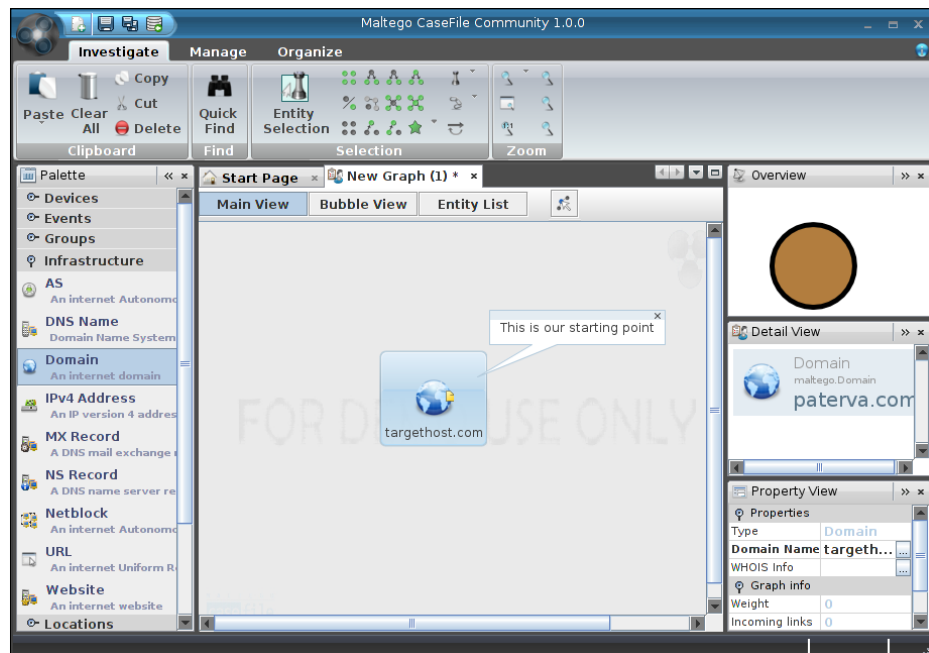 Maltego CaseFile Community 1.0.0
Investigate Manage Organize
Paste Clear All Copy Cut Delete
Quick Find
Entity Selection
Clipboard Find Selection Zoom
Palette
Start Page New Graph (1) *
Overview
Main View Bubble View Entity List
Devices
Events
Groups
Infrastructure
AS
An internet Autonomo
DNS Name
Domain Name System
Domain
An internet domain
IPv4 Address
An IP version 4 addres
MX Record
A DNS mail exchange r
NS Record
A DNS name server re
Netblock
An internet Autonomo
URL
An internet Uniform R
Website
An internet website
Locations
This is our starting point
targethost.com
FOR DEMO USE ONLY
Detail View
Domain
maltego.Domain
paterva.com
Property View
Properties
Type Domain
Domain Name targeth... ...
WHOIS Info ...
Graph info
Weight 0
Incoming links 0